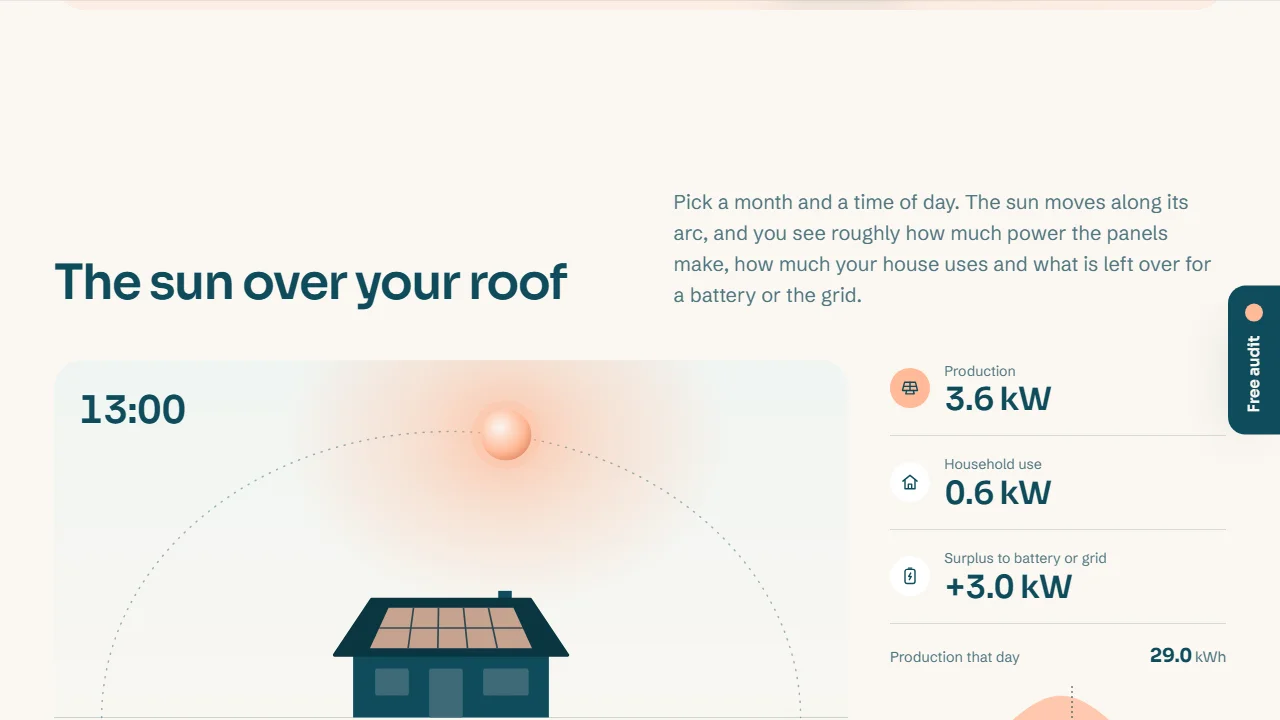 The sun over your roof
Pick a month and a time of day. The sun moves along its
arc, and you see roughly how much power the panels
make, how much your house uses and what is left over for
a battery or the grid.
Free audit
13:00
Production
3.6 kW
Household use
0.6 kW
Surplus to battery or grid
+3.0 kW
Production that day 29.0 kWh